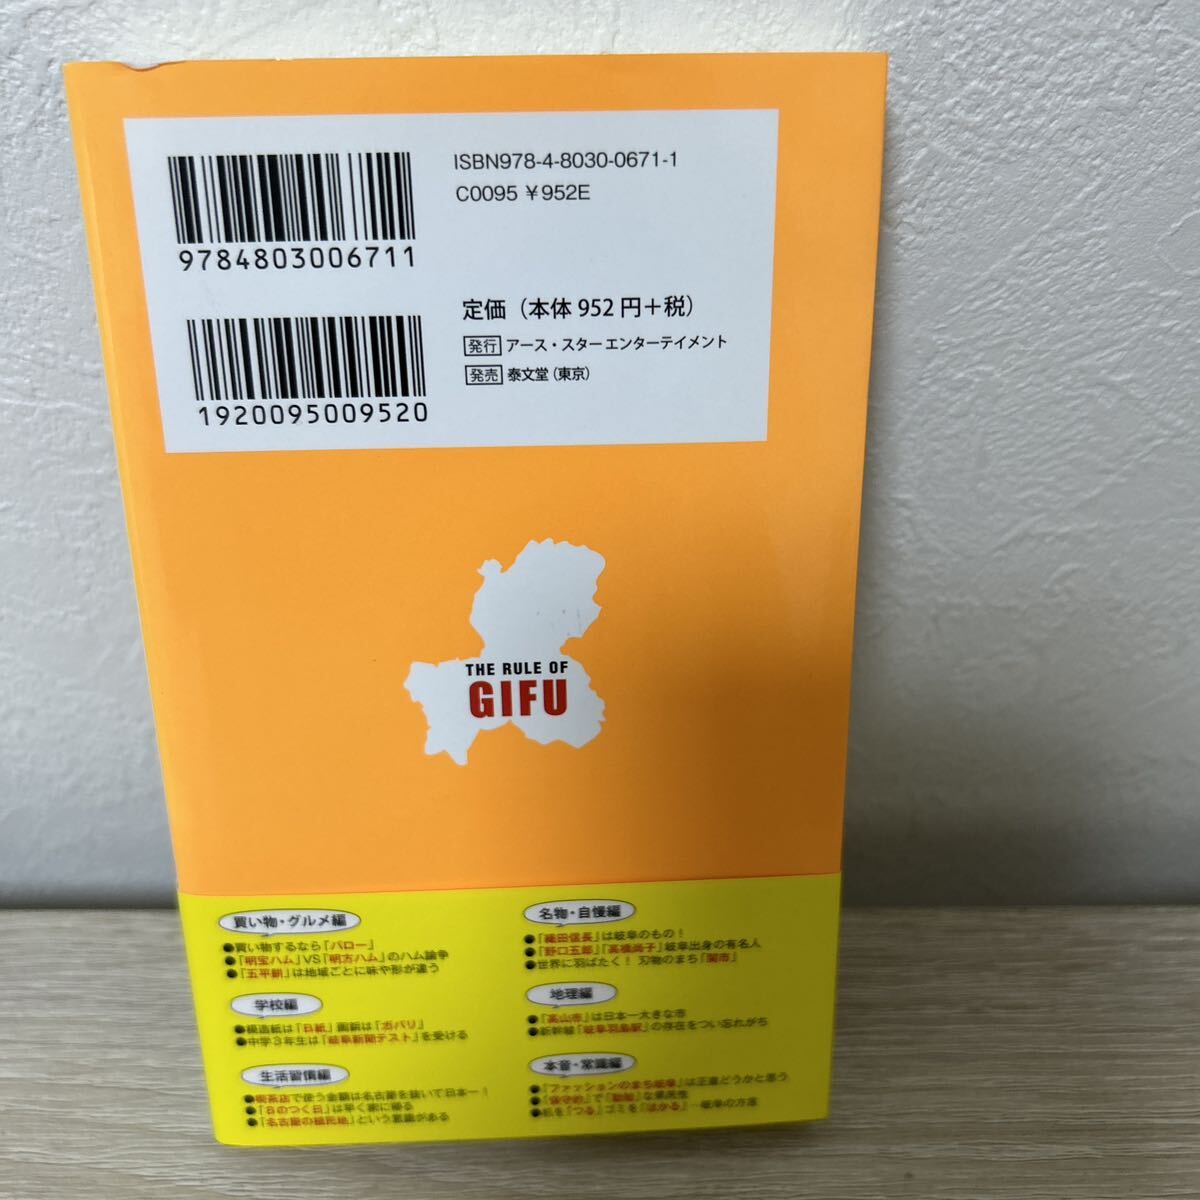 ISBN978-4-8030-0671-1
C0095 ¥952E
9784803006711
定価（本体 952 円＋税）
発行 アース・スター エンターテイメント
発売 泰文堂（東京）
1920095009520
THE RULE OF
GIFU
買い物・グルメ編
●買い物するなら「バロー」
●「明宝ハム」VS「明方ハム」のハム論争
●「五平餅」は地域ごとに味や形が違う
学校編
●模造紙は「B紙」画鋲は「ガバリ」
●中学3年生は「岐阜新聞テスト」を受ける
生活習慣編
●喫茶店で使う金額は名古屋を抜いて日本一！
●「8のつく日」は早く家に帰る
●「名古屋の植民地」という意識がある
名物・自慢編
●「織田信長」は岐阜のもの！
●「野口五郎」「高橋尚子」岐阜出身の有名人
●世界に羽ばたく！ 刃物のまち「関市」
地理編
●「高山市」は日本一大きな市
●新幹線「岐阜羽島駅」の存在をつい忘れがち
本音・常識編
●「ファッションのまち岐阜」は正直どうかと思う
●「保守的」で「勤勉」な県民性
●机を「つる」ゴミを「ほかる」…岐阜の方言